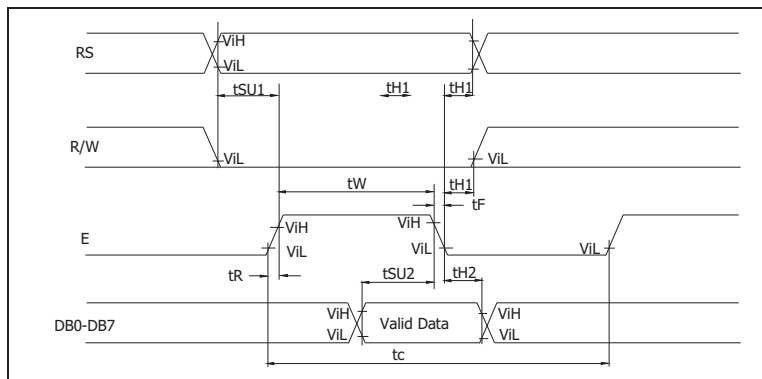 RS
ViH
ViL
tSU1
tH1
tH1
R/W
ViL
ViL
tW
tH1
tF
E
ViH
ViL
ViH
ViL
ViL
tR
tSU2
tH2
DB0-DB7
ViH
ViL
Valid Data
ViH
ViL
tc